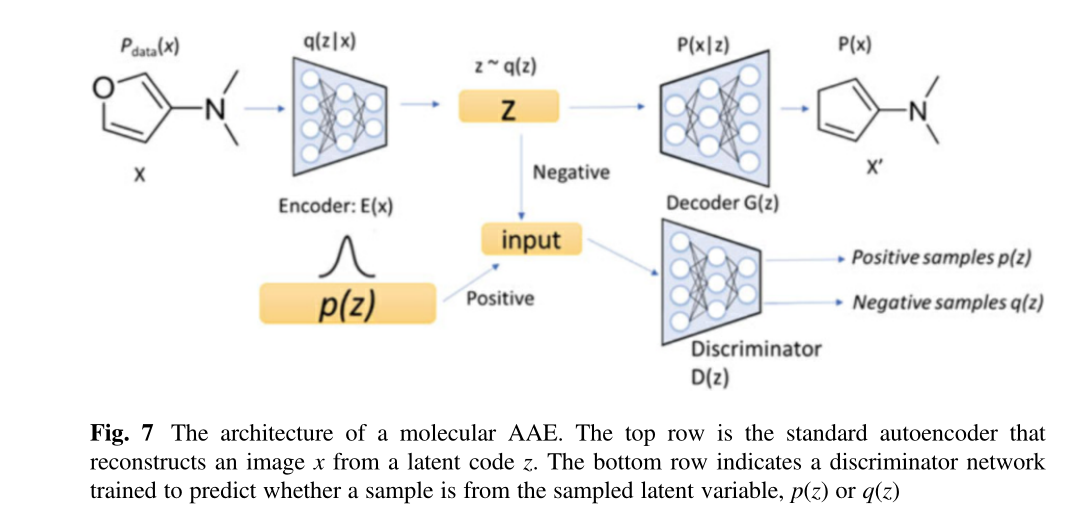 Pdata(x)
q(z|x)
z ~ q(z)
P(x|z)
P(x)
O
N
Z
N
X
Negative
X'
Encoder: E(x)
Decoder G(z)
input
p(z)
Positive
Positive samples p(z)
Negative samples q(z)
Discriminator
D(z)
Fig. 7 The architecture of a molecular AAE. The top row is the standard autoencoder that
reconstructs an image x from a latent code z. The bottom row indicates a discriminator network
trained to predict whether a sample is from the sampled latent variable, p(z) or q(z)